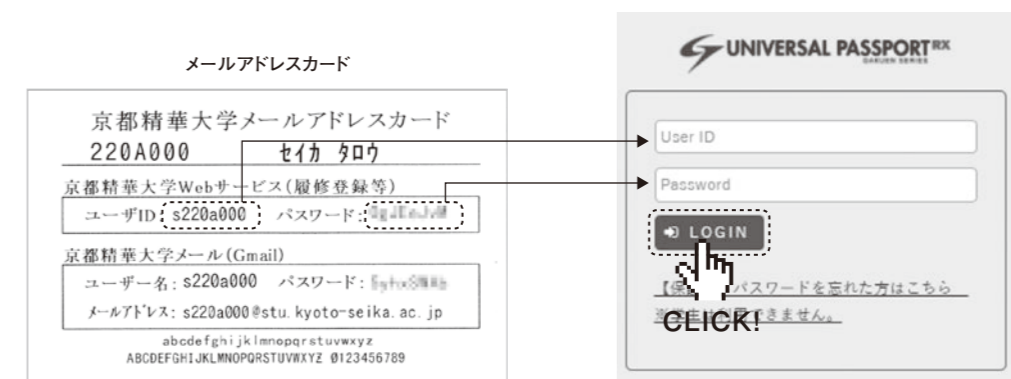 メールアドレスカード
京都精華大学メールアドレスカード
220A000 セイカ タロウ
京都精華大学Webサービス(履修登録等)
ユーザID: s220a000 パスワード:
京都精華大学メール(Gmail)
ユーザー名: s220a000 パスワード:
メールアドレス: s220a000@stu.kyoto-seika.ac.jp
abcdefghijklmnopqrstuvwxyz
ABCDEFGHIJKLMNOPQRSTUVWXYZ 0123456789
UNIVERSAL PASSPORT RX
GAKUEN SERIES
User ID
Password
LOGIN
パスワードを忘れた方はこちら
できません。
CLICK!